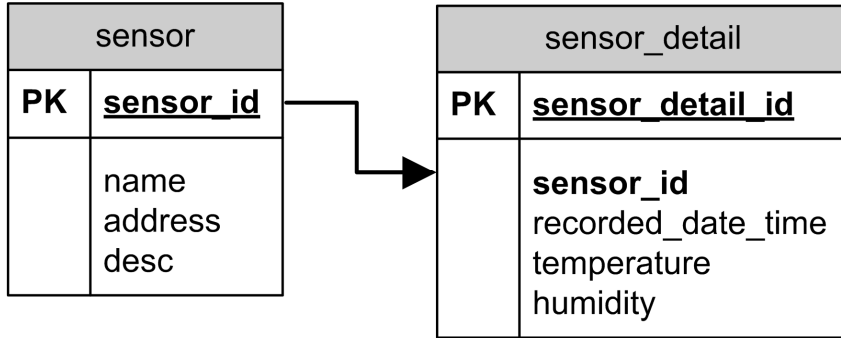 sensor
PK sensor_id
name
address
desc
sensor_detail
PK sensor_detail_id
sensor_id
recorded_date_time
temperature
humidity